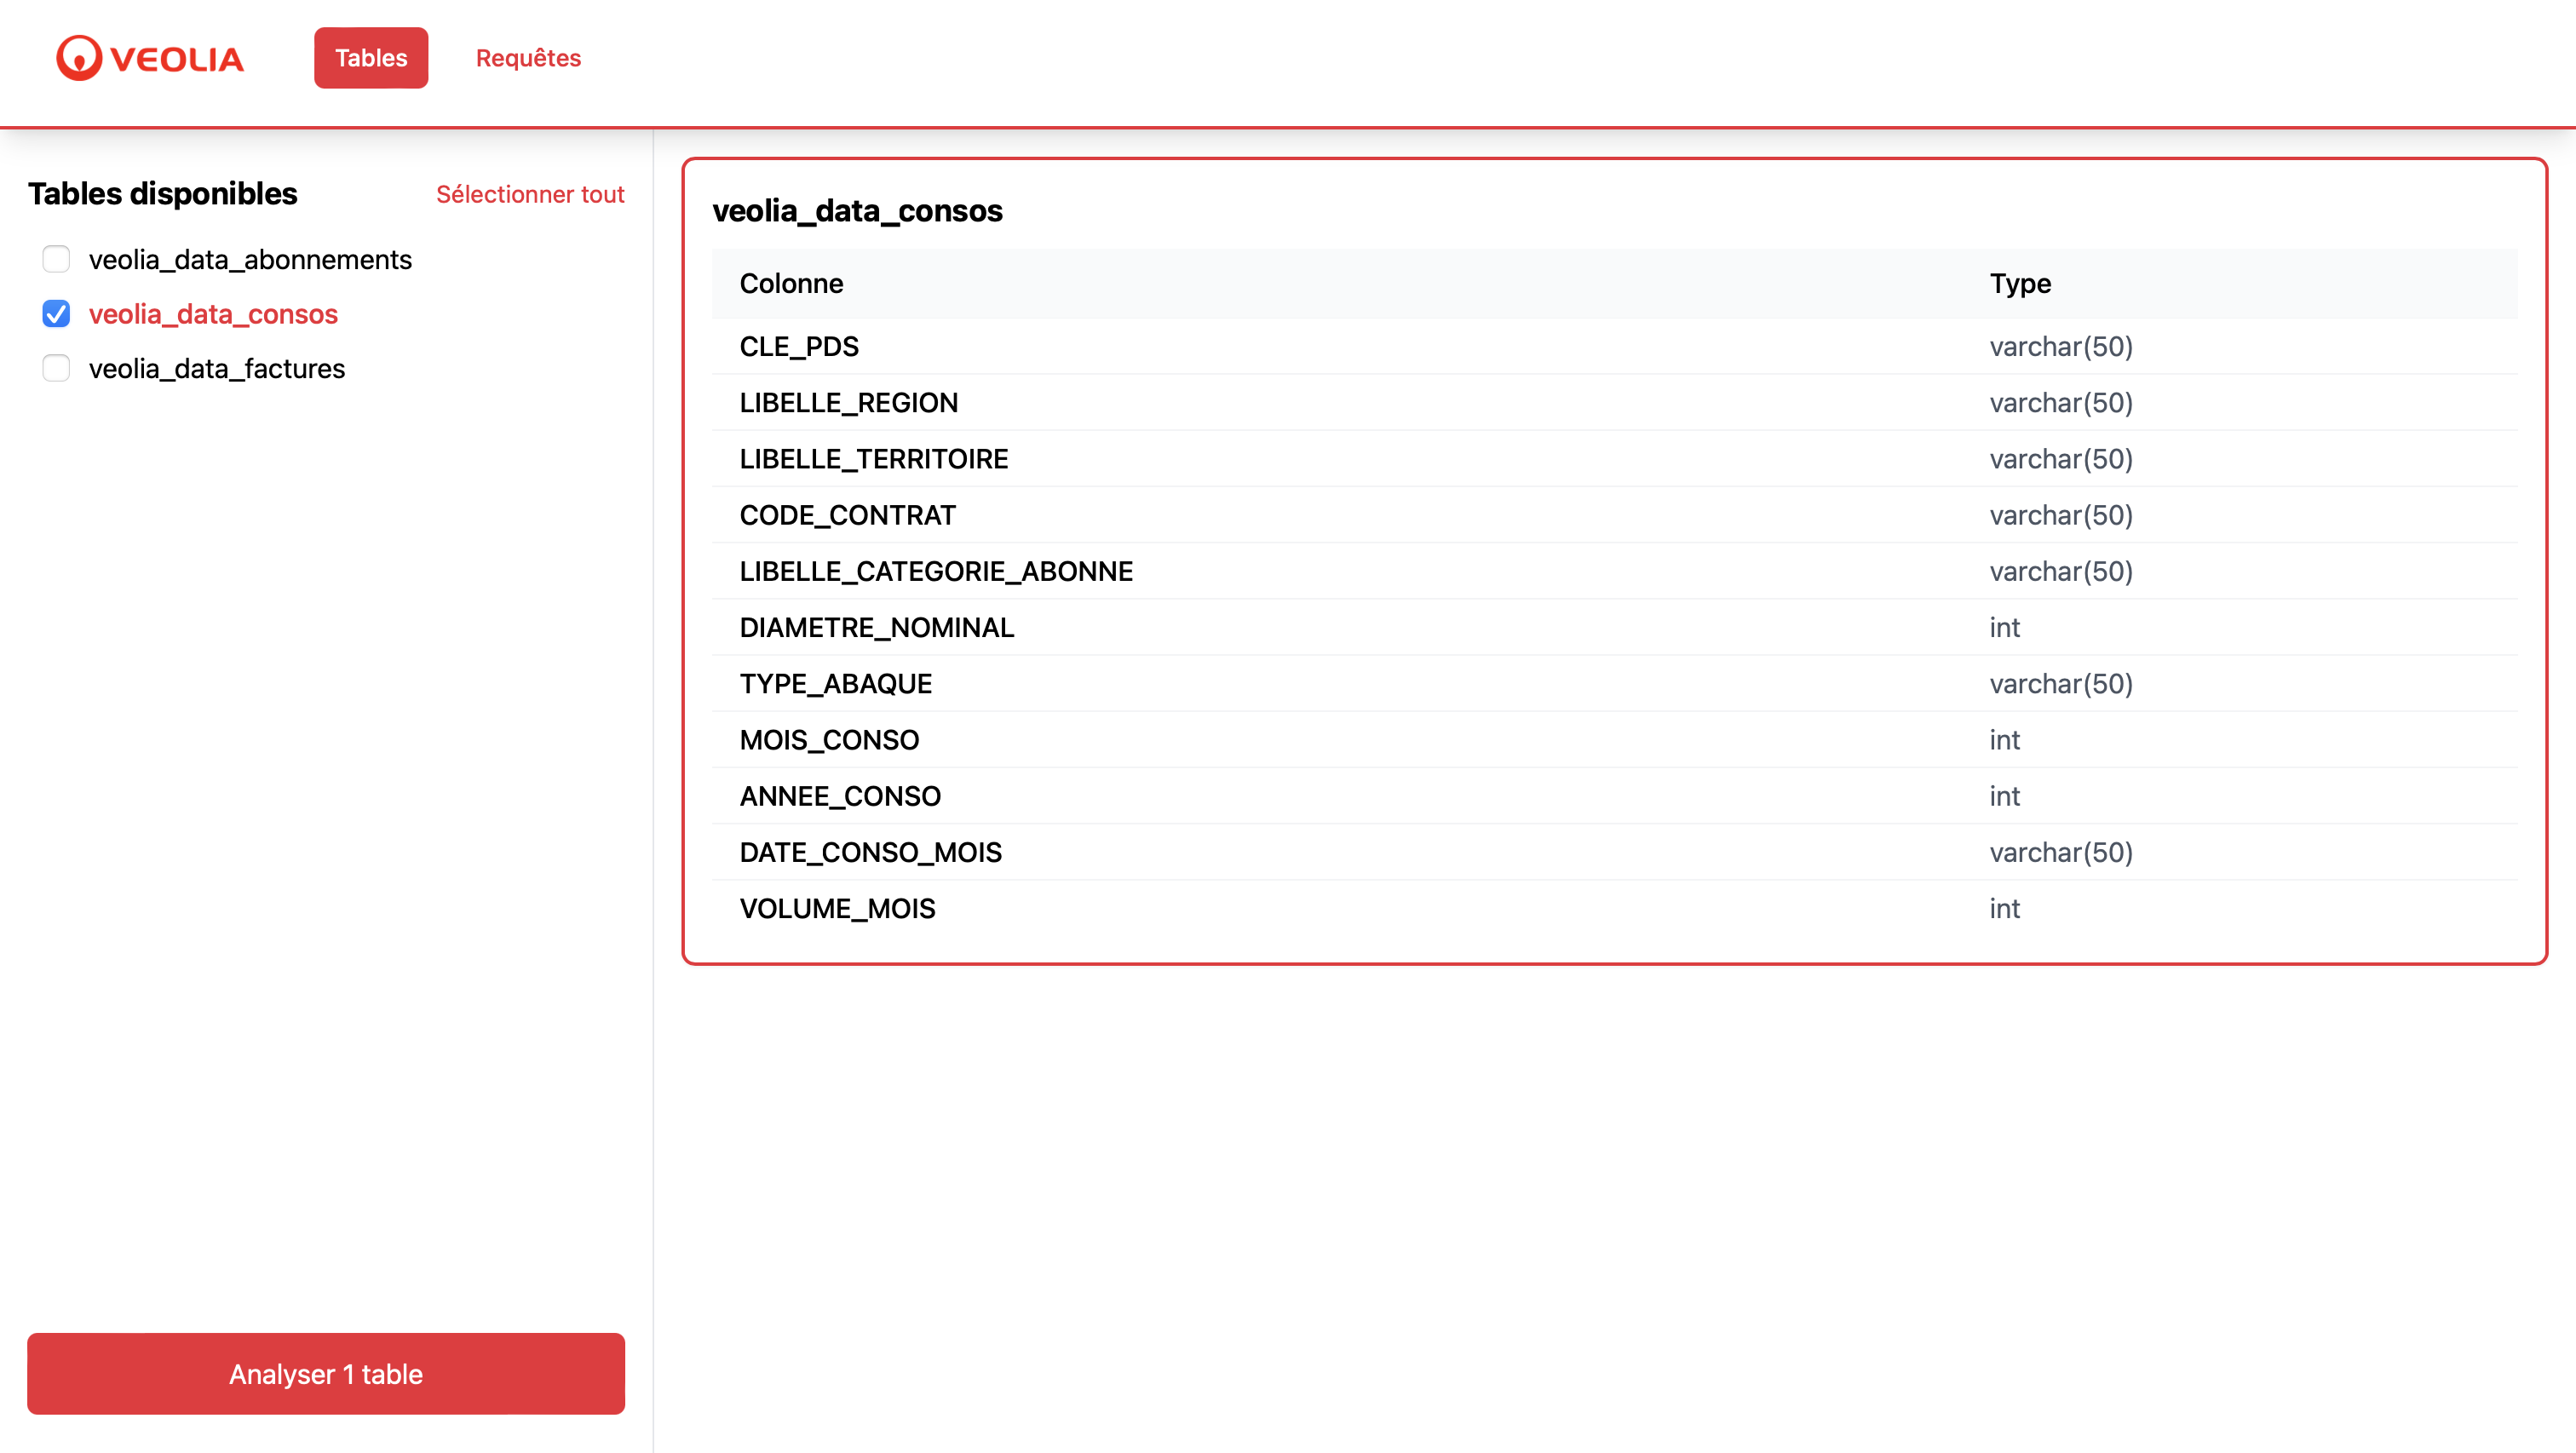 VEOLIA
Tables
Requêtes
Tables disponibles
Sélectionner tout
veolia_data_abonnements
veolia_data_consos
veolia_data_factures
Analyser 1 table
veolia_data_consos
Colonne Type
CLE_PDS varchar(50)
LIBELLE_REGION varchar(50)
LIBELLE_TERRITOIRE varchar(50)
CODE_CONTRAT varchar(50)
LIBELLE_CATEGORIE_ABONNE varchar(50)
DIAMETRE_NOMINAL int
TYPE_ABAQUE varchar(50)
MOIS_CONSO int
ANNEE_CONSO int
DATE_CONSO_MOIS varchar(50)
VOLUME_MOIS int